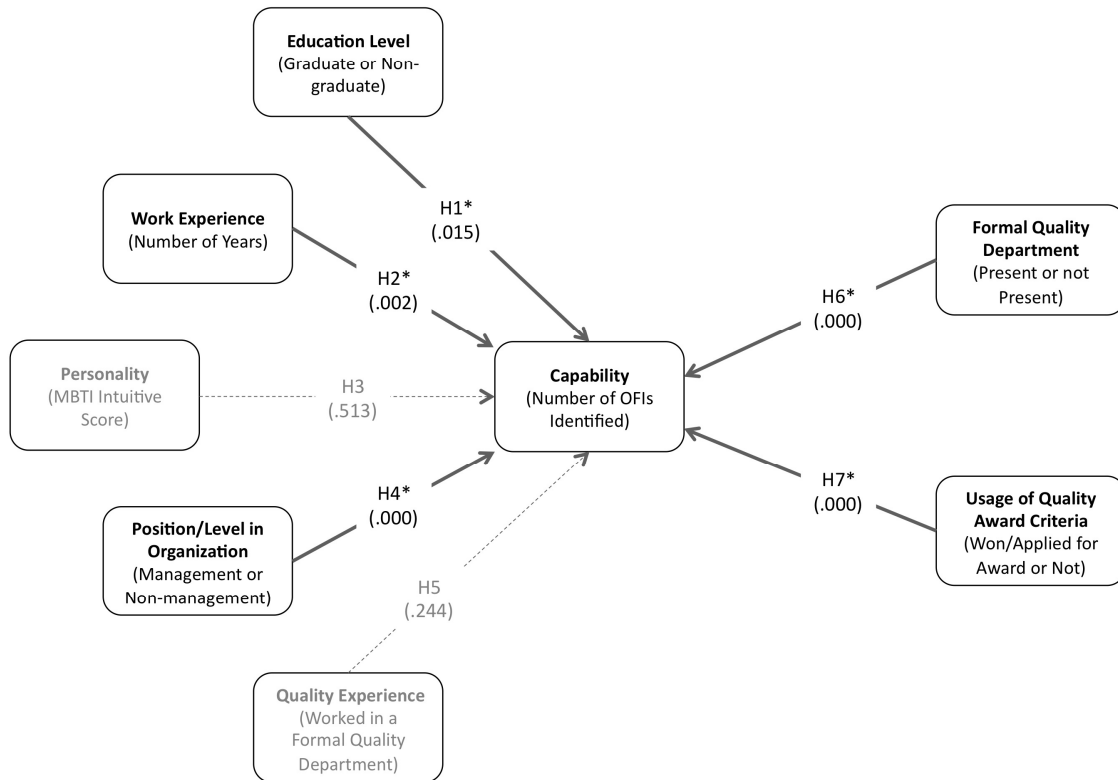 Education Level
(Graduate or Non-
graduate)
Work Experience
(Number of Years)
H1*
(.015)
Formal Quality
Department
(Present or not
Present)
H2*
(.002)
H6*
(.000)
Personality
(MBTI Intuitive
Score)
H3
(.513)
Capability
(Number of OFIs
Identified)
H4*
(.000)
H7*
(.000)
Usage of Quality
Award Criteria
(Won/Applied for
Award or Not)
Position/Level in
Organization
(Management or
Non-management)
H5
(.244)
Quality Experience
(Worked in a
Formal Quality
Department)